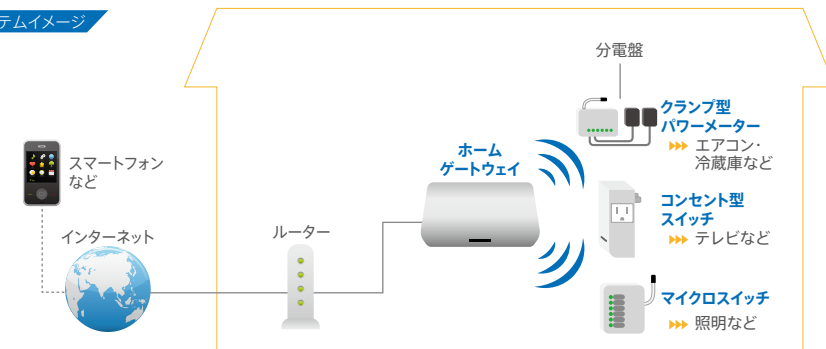 テムイメージ
分電盤
クランプ型
パワーメーター
エアコン・
冷蔵庫など
ホーム
ゲートウェイ
スマートフォン
など
コンセント型
スイッチ
テレビなど
インターネット
ルーター
マイクロスイッチ
照明など